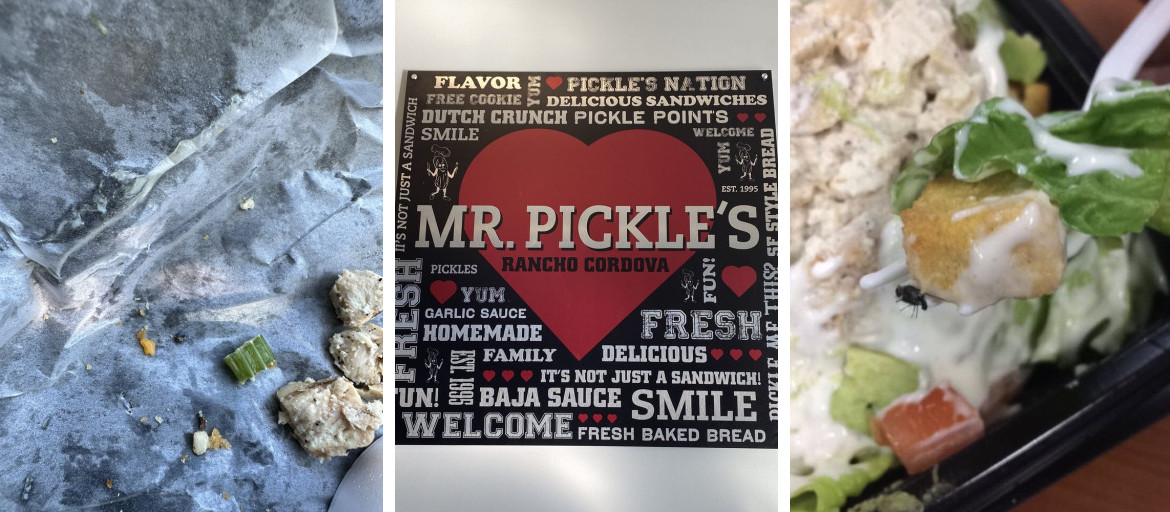 FLAVOR YUM PICKLE'S NATION
FREE COOKIE DELICIOUS SANDWICHES
DUTCH CRUNCH PICKLE POINTS
SMILE WELCOME
IT'S NOT JUST A SANDWICH
YUM
SF STYLE BREAD
EST. 1995
MR. PICKLE'S
RANCHO CORDOVA
PICKLES
FUN!
YUM
GARLIC SAUCE
FRESH
HOMEMADE
FRESH
PICKLE ME THIS?
FAMILY DELICIOUS
EST. 1995
IT'S NOT JUST A SANDWICH!
FUN! BAJA SAUCE SMILE
WELCOME FRESH BAKED BREAD